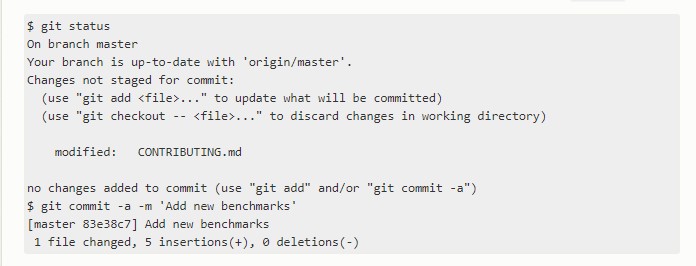 $ git status
On branch master
Your branch is up-to-date with 'origin/master'.
Changes not staged for commit:
  (use "git add <file>..." to update what will be committed)
  (use "git checkout -- <file>..." to discard changes in working directory)
    modified:   CONTRIBUTING.md
no changes added to commit (use "git add" and/or "git commit -a")
$ git commit -a -m 'Add new benchmarks'
[master 83e38c7] Add new benchmarks
 1 file changed, 5 insertions(+), 0 deletions(-)